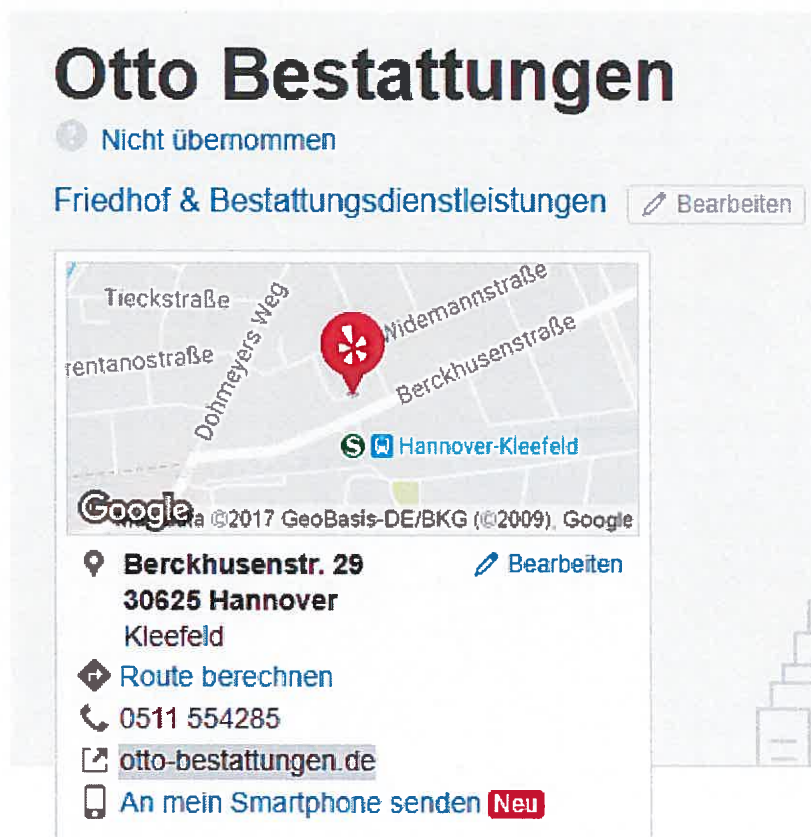 Otto Bestattungen
Nicht übernommen
Friedhof & Bestattungsdienstleistungen Bearbeiten
Tieckstraße
Dohmeyers Weg
Widemannstraße
rentanostraße
Berckhusenstraße
S Hannover-Kleefeld
Google ©2017 GeoBasis-DE/BKG (©2009), Google
Berckhusenstr. 29 Bearbeiten
30625 Hannover
Kleefeld
Route berechnen
0511 554285
otto-bestattungen.de
An mein Smartphone senden Neu